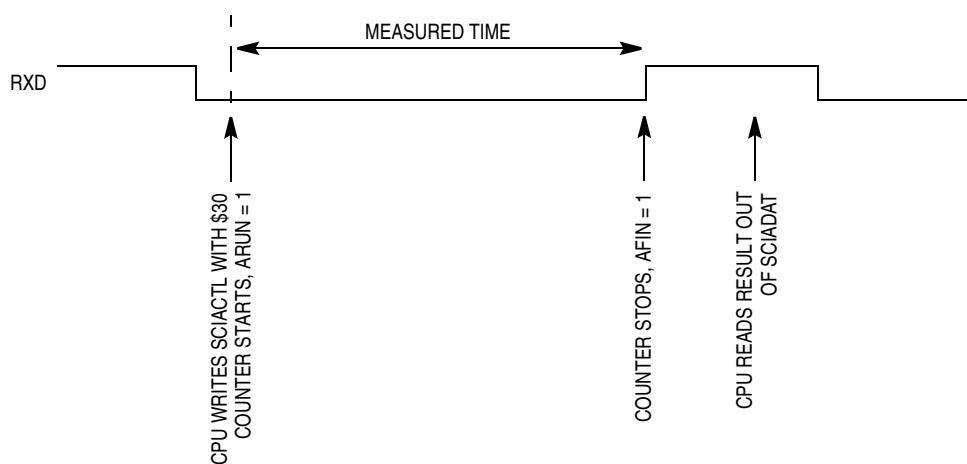 MEASURED TIME
RXD
CPU WRITES SCIACTL WITH $30
COUNTER STARTS, ARUN = 1
COUNTER STOPS, AFIN = 1
CPU READS RESULT OUT
OF SCIADAT